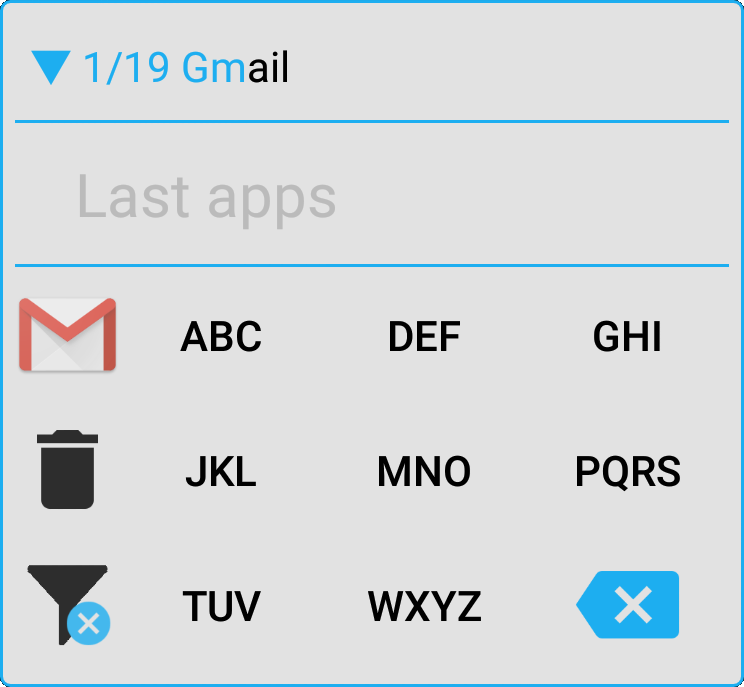 1/19 Gmail
Last apps
ABC DEF GHI
JKL MNO PQRS
TUV WXYZ